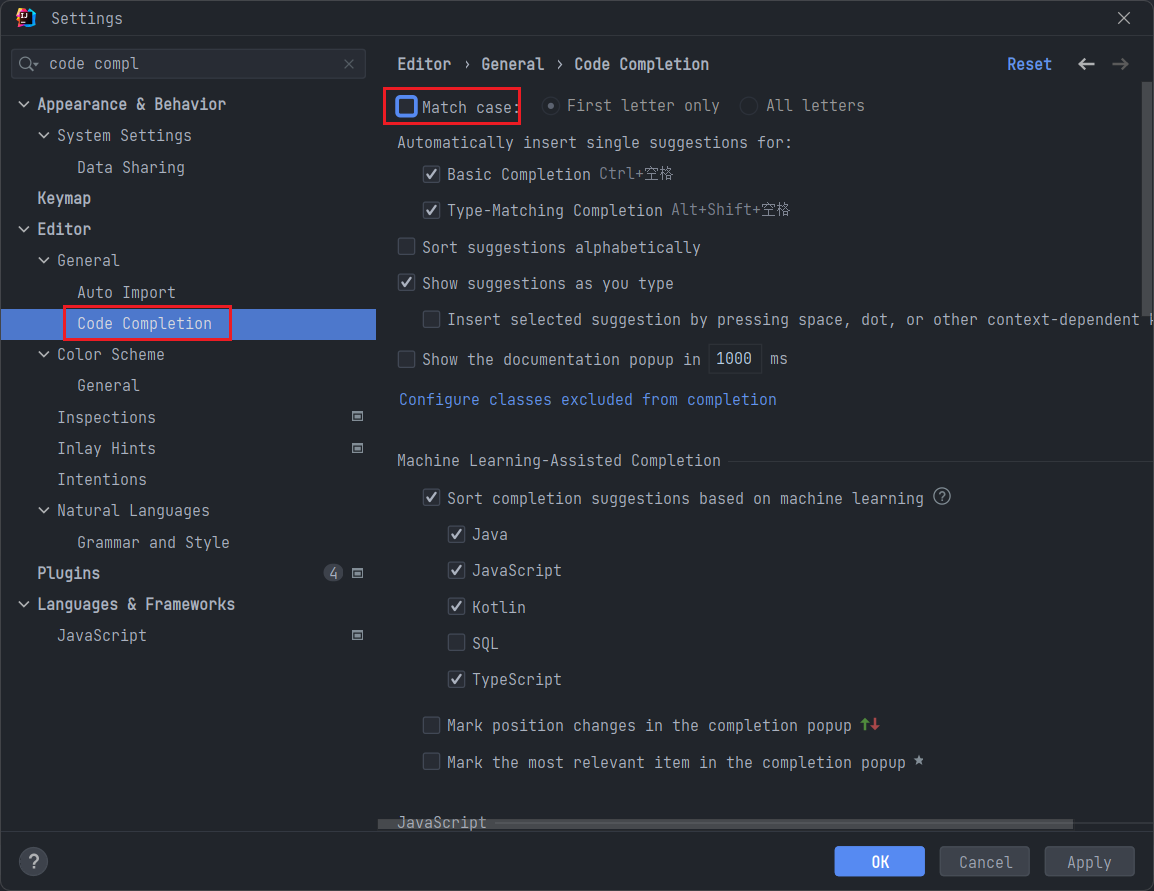 Settings
code compl
Appearance & Behavior
System Settings
Data Sharing
Keymap
Editor
General
Auto Import
Code Completion
Color Scheme
General
Inspections
Inlay Hints
Intentions
Natural Languages
Grammar and Style
Plugins 4
Languages & Frameworks
JavaScript
Editor › General › Code Completion Reset
Match case: First letter only All letters
Automatically insert single suggestions for:
Basic Completion Ctrl+空格
Type-Matching Completion Alt+Shift+空格
Sort suggestions alphabetically
Show suggestions as you type
Insert selected suggestion by pressing space, dot, or other context-dependent
Show the documentation popup in 1000 ms
Configure classes excluded from completion
Machine Learning-Assisted Completion
Sort completion suggestions based on machine learning ?
Java
JavaScript
Kotlin
SQL
TypeScript
Mark position changes in the completion popup
Mark the most relevant item in the completion popup
JavaScript
? OK Cancel Apply